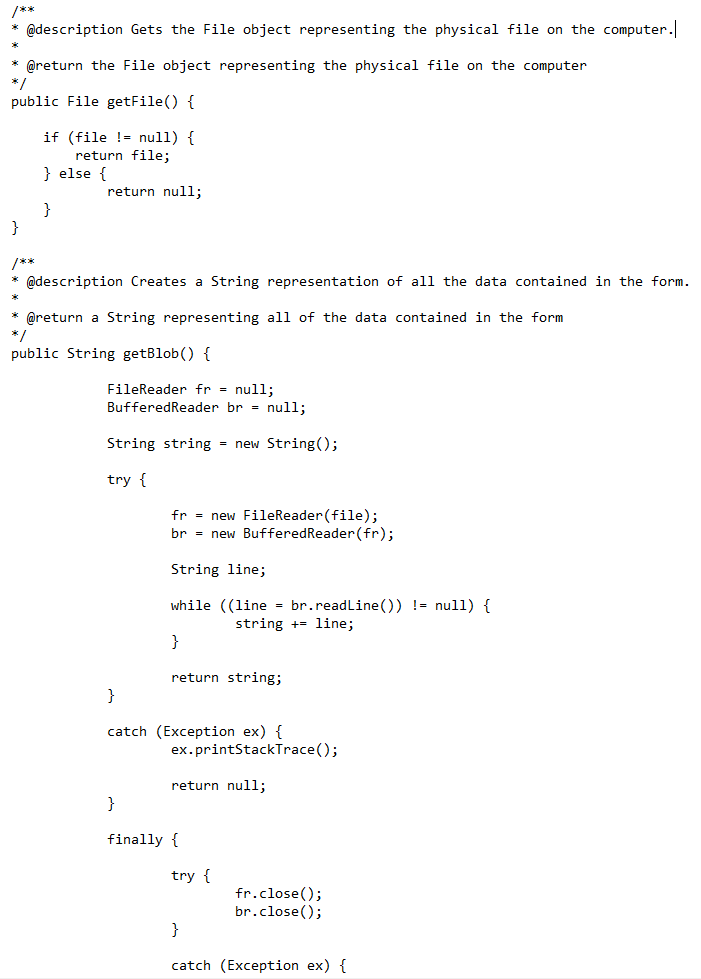 /**
* @description Gets the File object representing the physical file on the computer.
*
* @return the File object representing the physical file on the computer
*/
public File getFile() {
if (file != null) {
return file;
} else {
return null;
}
}
/**
* @description Creates a String representation of all the data contained in the form.
*
* @return a String representing all of the data contained in the form
*/
public String getBlob() {
FileReader fr = null;
BufferedReader br = null;
String string = new String();
try {
fr = new FileReader(file);
br = new BufferedReader(fr);
String line;
while ((line = br.readLine()) != null) {
string += line;
}
return string;
}
catch (Exception ex) {
ex.printStackTrace();
return null;
}
finally {
try {
fr.close();
br.close();
}
catch (Exception ex) {